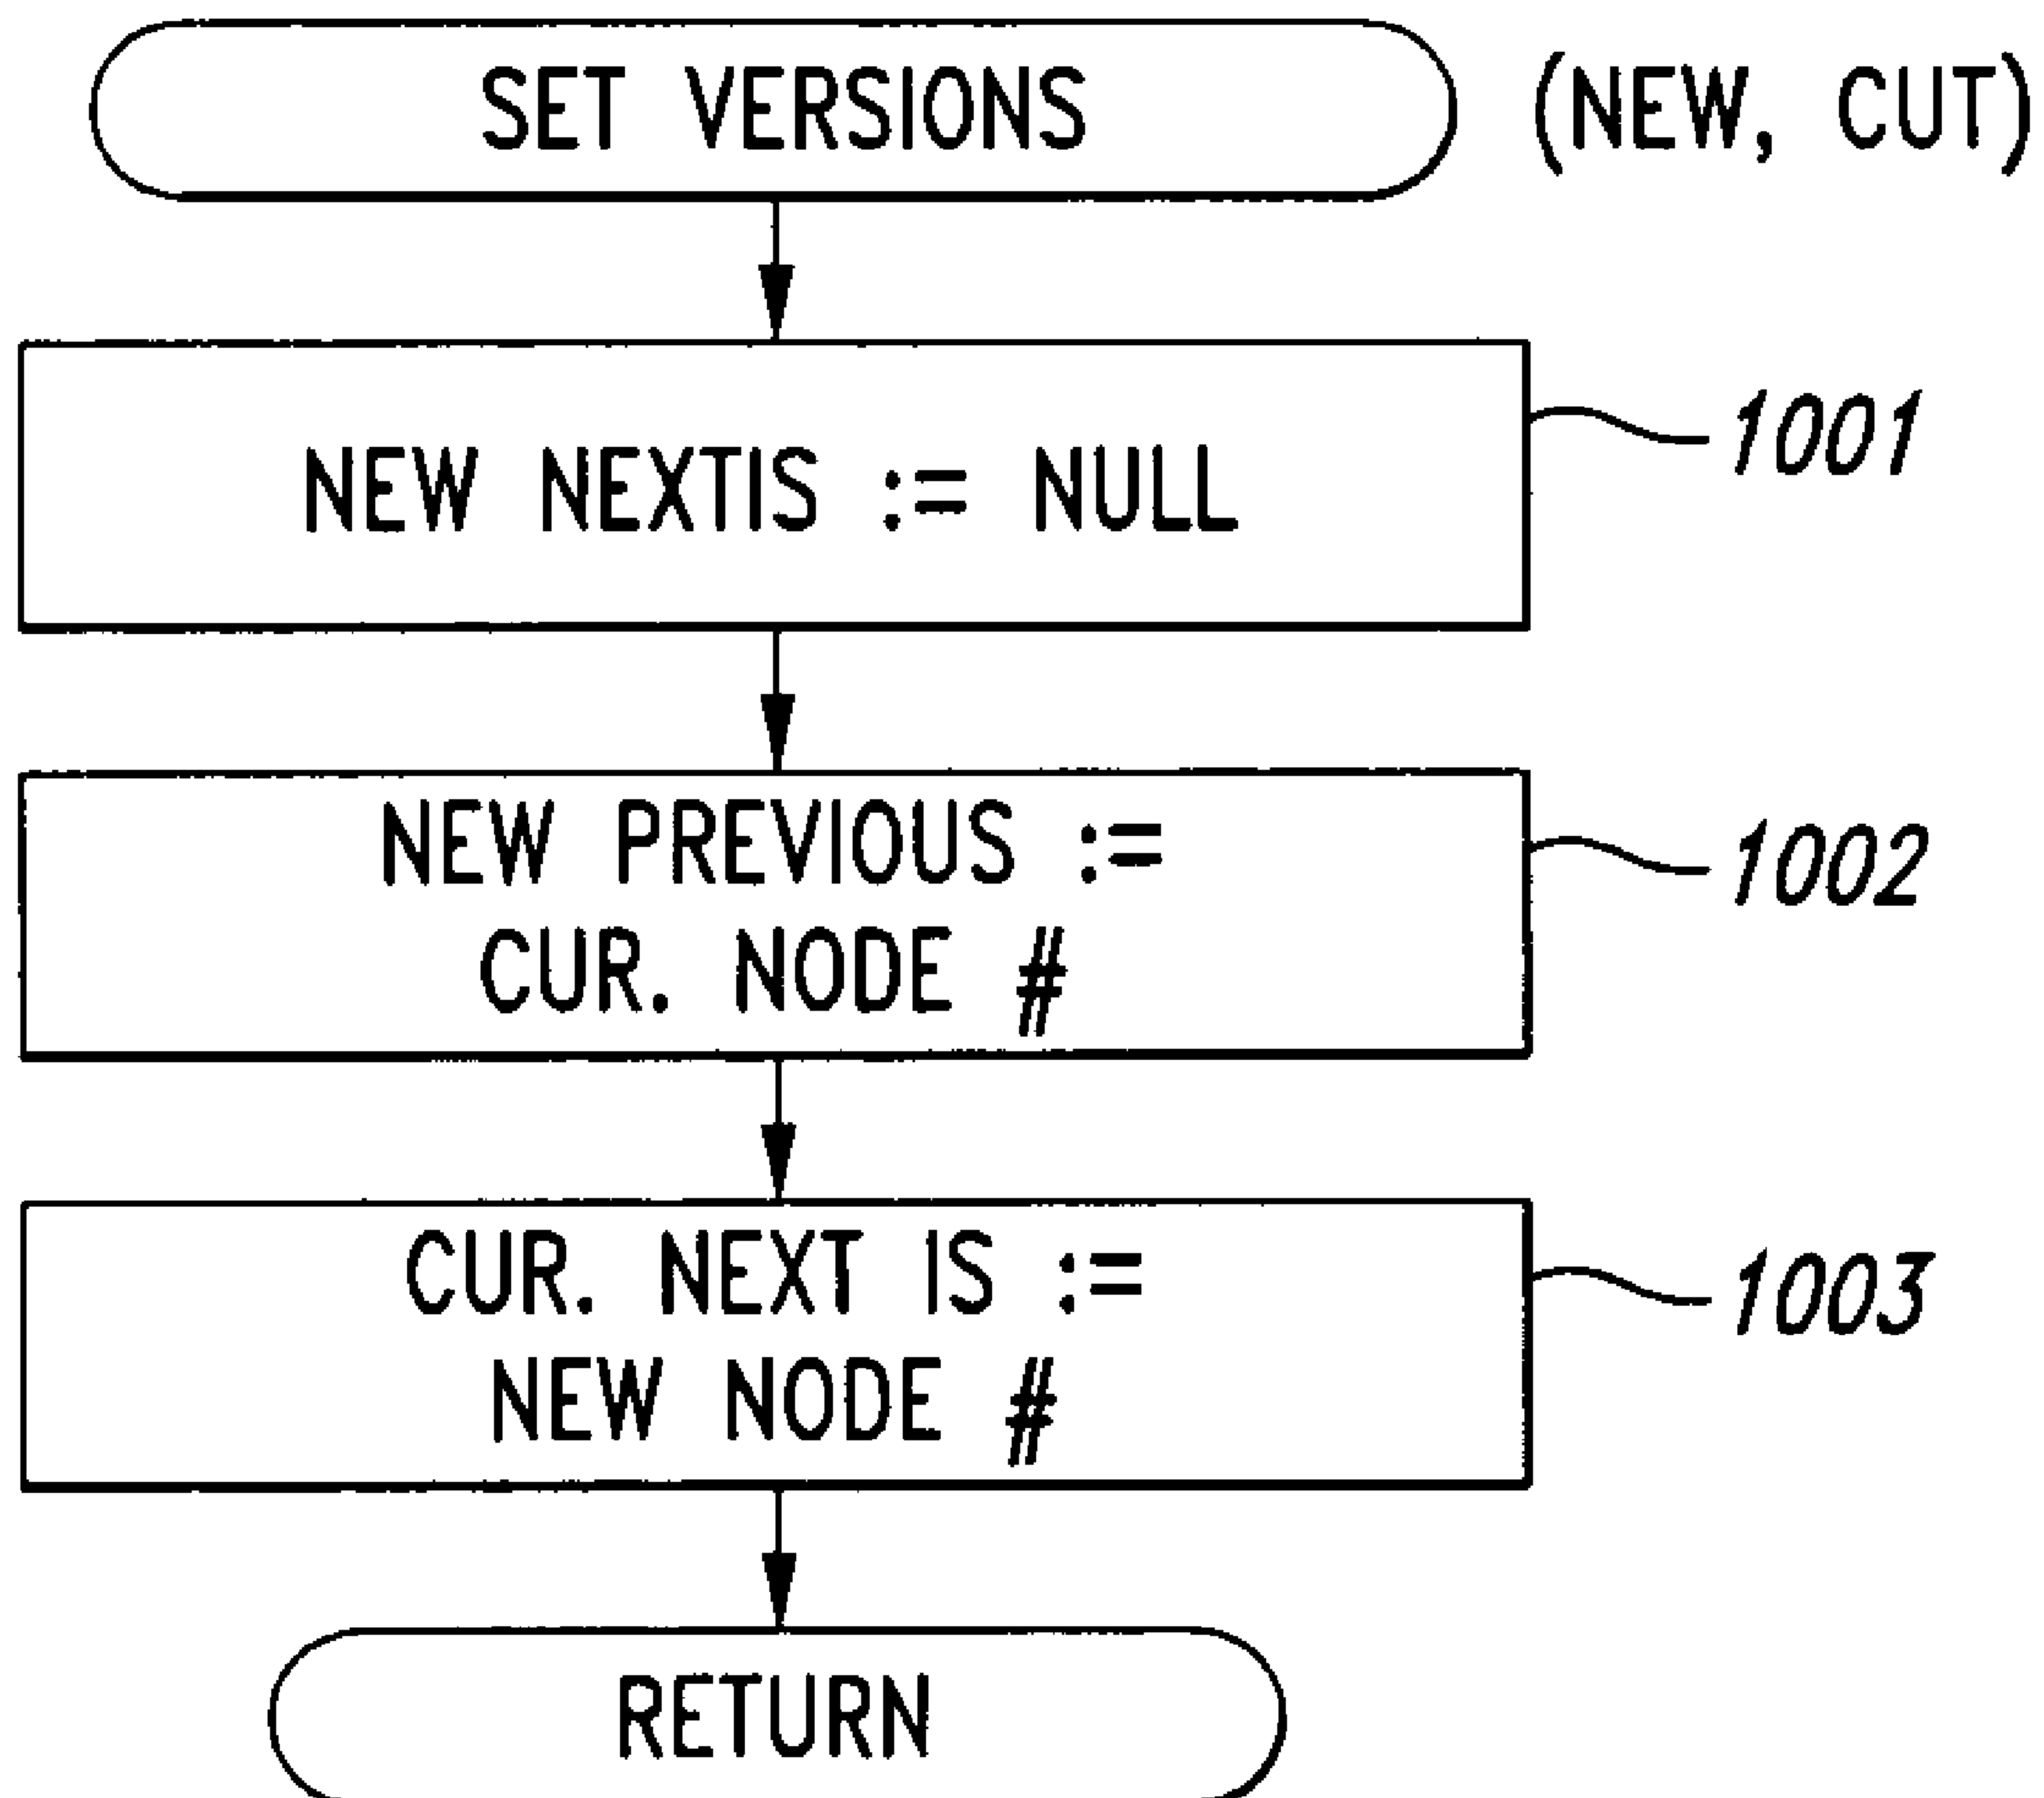 SET VERSIONS (NEW, CUT)
NEW NEXTIS := NULL
1001
NEW PREVIOUS :=
CUR. NODE #
1002
CUR. NEXT IS :=
NEW NODE #
1003
RETURN